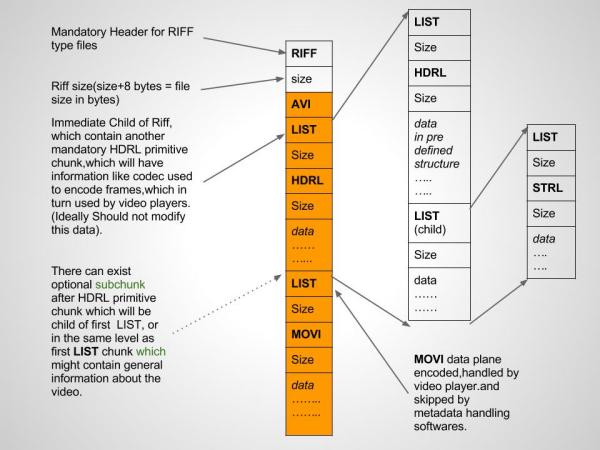 Mandatory Header for RIFF
type files
Riff size(size+8 bytes = file
size in bytes)
Immediate Child of Riff,
which contain another
mandatory HDRL primitive
chunk,which will have
information like codec used
to encode frames,which in
turn used by video players.
(Ideally Should not modify
this data).
There can exist
optional subchunk
after HDRL primitive
chunk which will be
child of first  LIST, or
in the same level as
first LIST chunk which
might contain general
information about the
video.
RIFF
size
AVI
LIST
Size
HDRL
Size
data
……
……
LIST
Size
MOVI
Size
data
……...
……...
LIST
Size
HDRL
Size
data
in pre
defined
structure
…..
…..
LIST
(child)
Size
data
……
……
LIST
Size
STRL
Size
data
….
….
MOVI data plane
encoded,handled by
video player.and
skipped by
metadata handling
softwares.